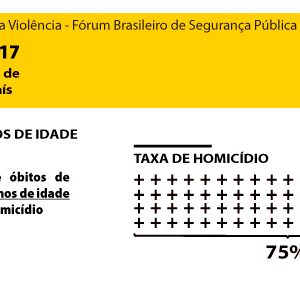 a Violência - Fórum Brasileiro de Segurança Pública
17
de
ís
OS DE IDADE
TAXA DE HOMICÍDIO
óbitos de
nos de idade
micídio
+ + + + + + + + + +
+ + + + + + + + + +
+ + + + + + + + + +
+ + + + + + + + + +
75%